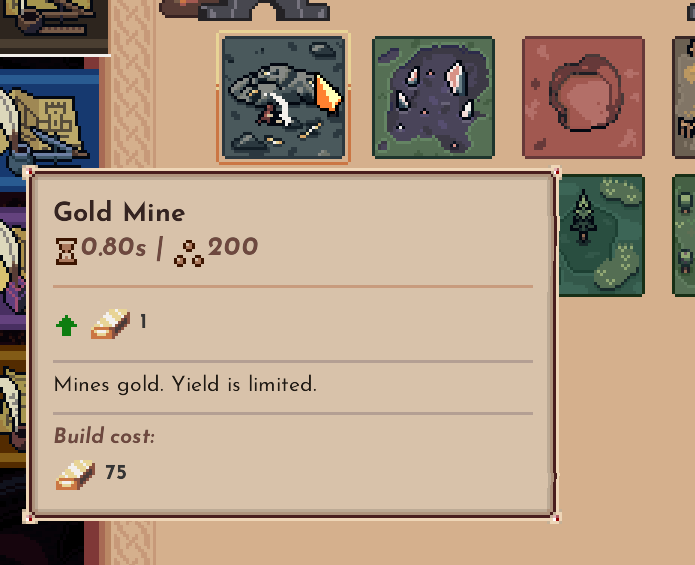 Gold Mine
0.80s | 200
1
Mines gold. Yield is limited.
Build cost:
75